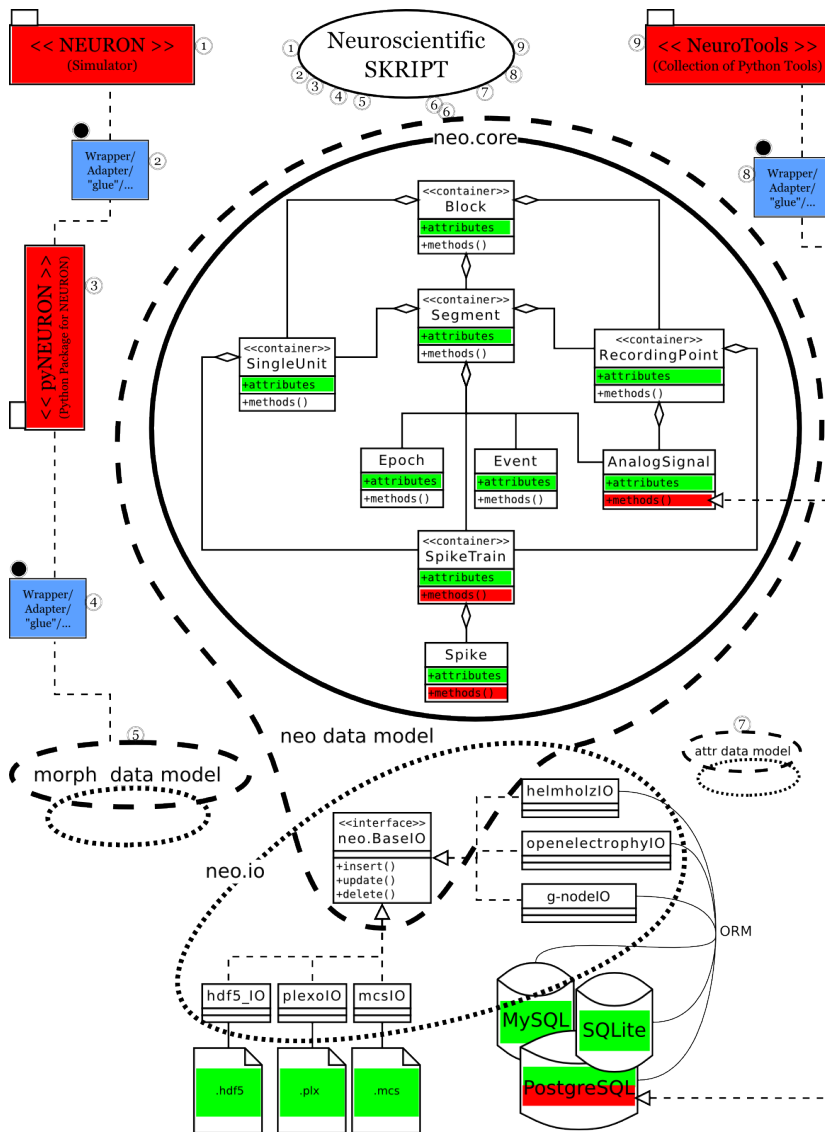 << NEURON >>
(Simulator)
1
Neuroscientific
SKRIPT
1
2
3
4
5
6
6
7
8
9
9
<< NeuroTools >>
(Collection of Python Tools)
Wrapper/
Adapter/
"glue"/...
2
neo.core
8
Wrapper/
Adapter/
"glue"/...
<<container>>
Block
+attributes
+methods()
<< pyNEURON >>
(Python Package for NEURON)
3
<<container>>
Segment
+attributes
+methods()
<<container>>
SingleUnit
+attributes
+methods()
<<container>>
RecordingPoint
+attributes
+methods()
Epoch
+attributes
+methods()
Event
+attributes
+methods()
AnalogSignal
+attributes
+methods()
<<container>>
SpikeTrain
+attributes
+methods()
Wrapper/
Adapter/
"glue"/...
4
Spike
+attributes
+methods()
neo data model
5
morph data model
7
attr data model
<<interface>>
neo.BaseIO
+insert()
+update()
+delete()
helmholzIO
openelectrophyIO
g-nodeIO
neo.io
ORM
hdf5_IO
plexoIO
mcsIO
MySQL
SQLite
PostgreSQL
.hdf5
.plx
.mcs